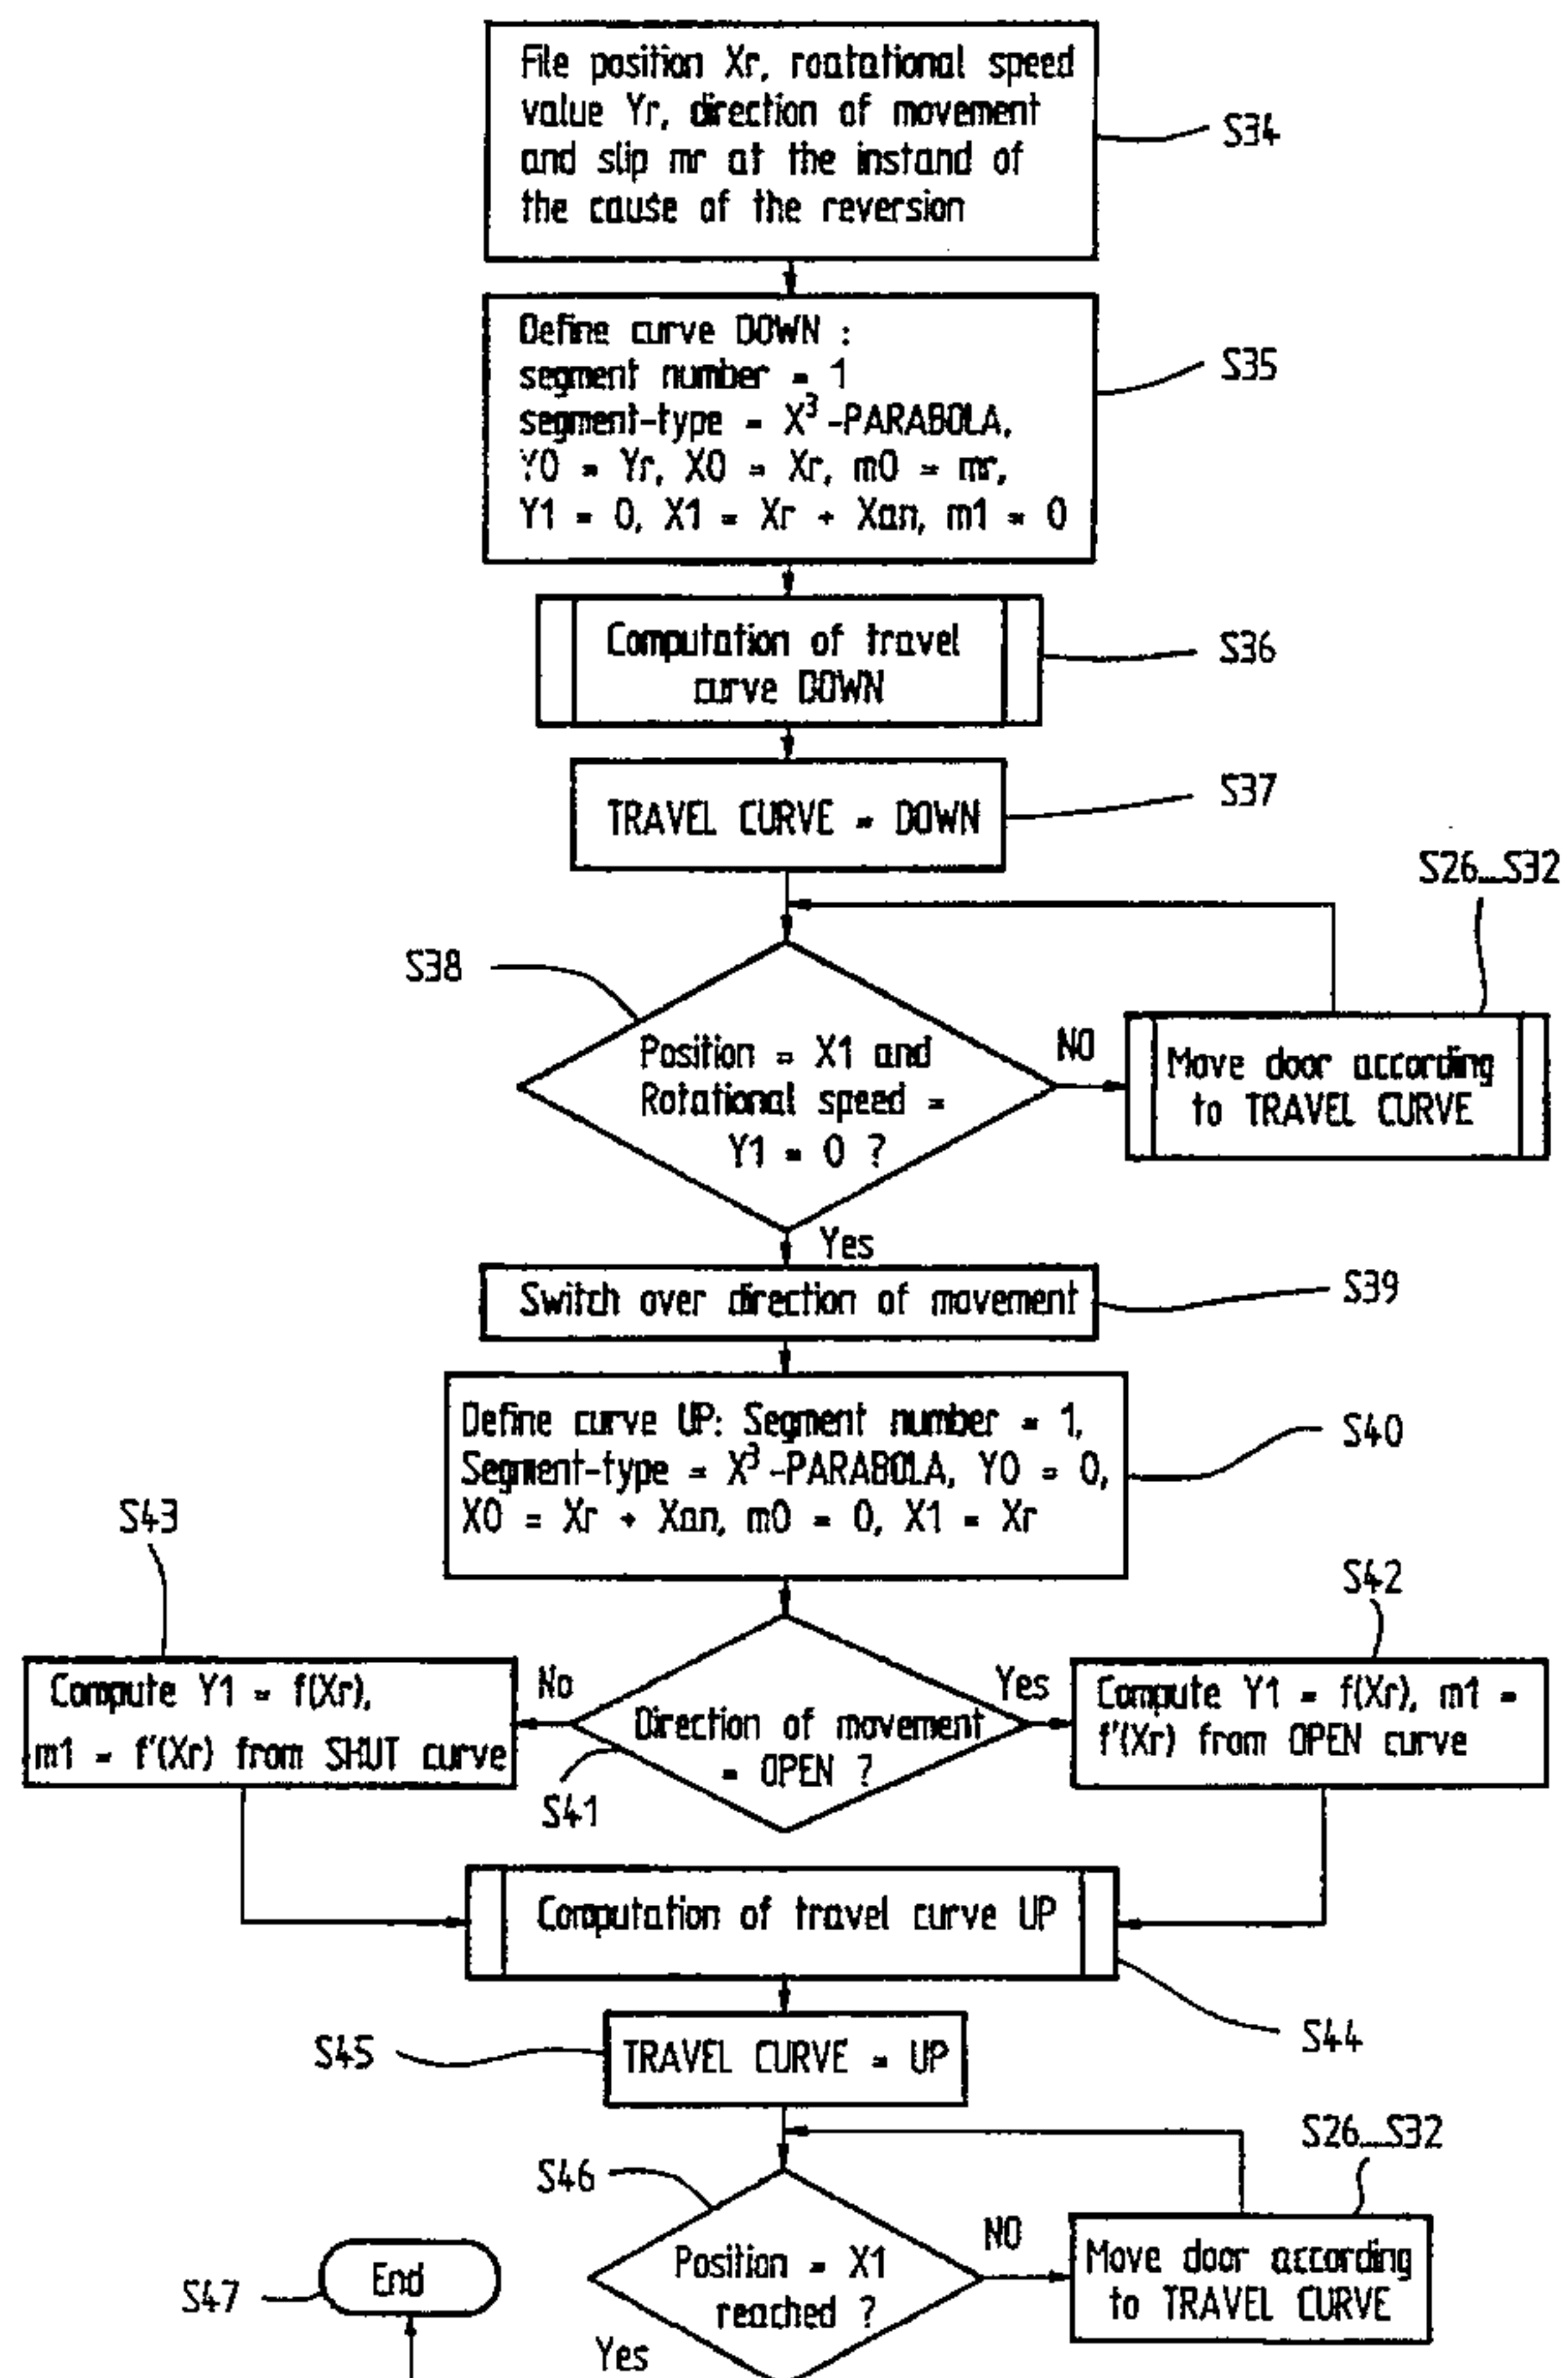 File position Xr, roatational speed
value Yr, direction of movement
and slip mr at the instand of
the cause of the reversion
S34
Define curve DOWN :
segment number = 1
segment-type = X³-PARABOLA,
Y0 = Yr, X0 = Xr, m0 = mr,
Y1 = 0, X1 = Xr + Xan, m1 = 0
S35
Computation of travel
curve DOWN
S36
TRAVEL CURVE = DOWN
S37
S26....S32
S38
Position = X1 and
Rotational speed =
Y1 = 0 ?
NO
Move door according
to TRAVEL CURVE
Yes
Switch over direction of movement
S39
Define curve UP: Segment number = 1,
Segment-type = X³-PARABOLA, Y0 = 0,
X0 = Xr + Xan, m0 = 0, X1 = Xr
S40
S43
S42
Compute Y1 = f(Xr),
m1 = f'(Xr) from SHUT curve
No
Direction of movement
= OPEN ?
Yes
Compute Y1 = f(Xr), m1 =
f'(Xr) from OPEN curve
S41
Computation of travel curve UP
S44
S45
TRAVEL CURVE = UP
S26....S32
S46
Position = X1
reached ?
NO
Move door according
to TRAVEL CURVE
Yes
End
S47